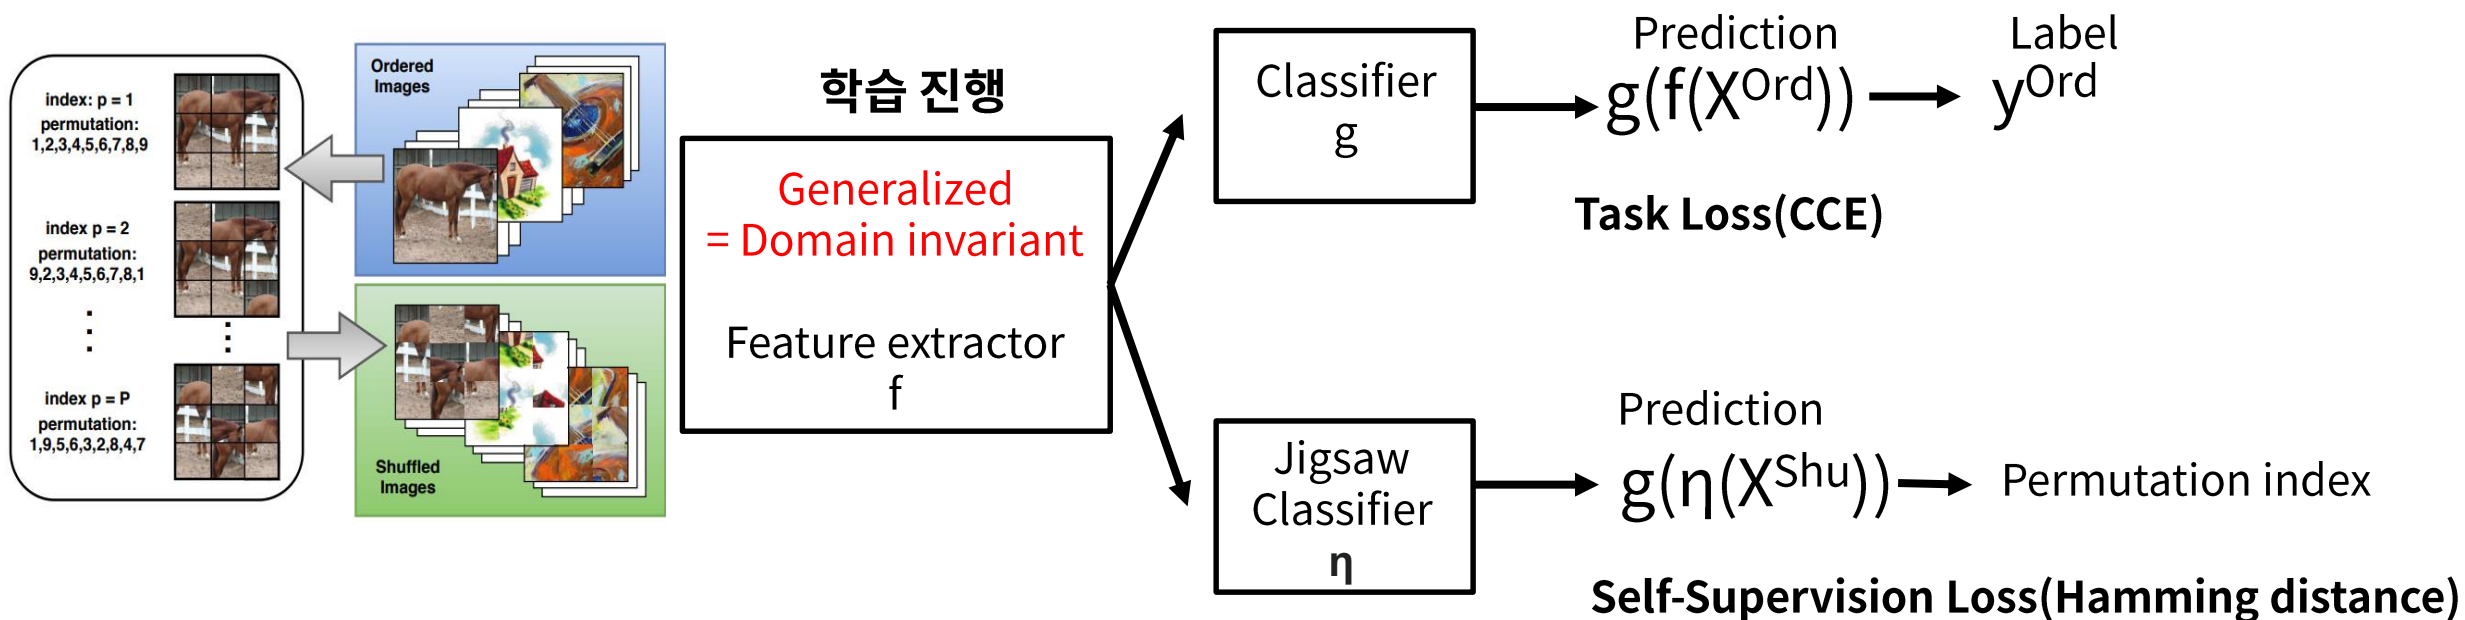 index: p = 1
permutation:
1,2,3,4,5,6,7,8,9
index p = 2
permutation:
9,2,3,4,5,6,7,8,1
index p = P
permutation:
1,9,5,6,3,2,8,4,7
Ordered
Images
Shuffled
Images
학습 진행
Generalized
= Domain invariant
Feature extractor
f
Classifier
g
Prediction
g(f(X^Ord))
Label
y^Ord
Task Loss(CCE)
Jigsaw
Classifier
η
Prediction
g(η(X^Shu))
Permutation index
Self-Supervision Loss(Hamming distance)